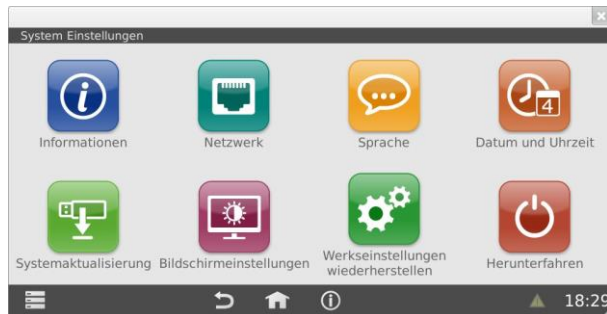 System Einstellungen
Informationen
Netzwerk
Sprache
4
Datum und Uhrzeit
Systemaktualisierung
Bildschirmeinstellungen
Werkseinstellungen
wiederherstellen
Herunterfahren
18:29